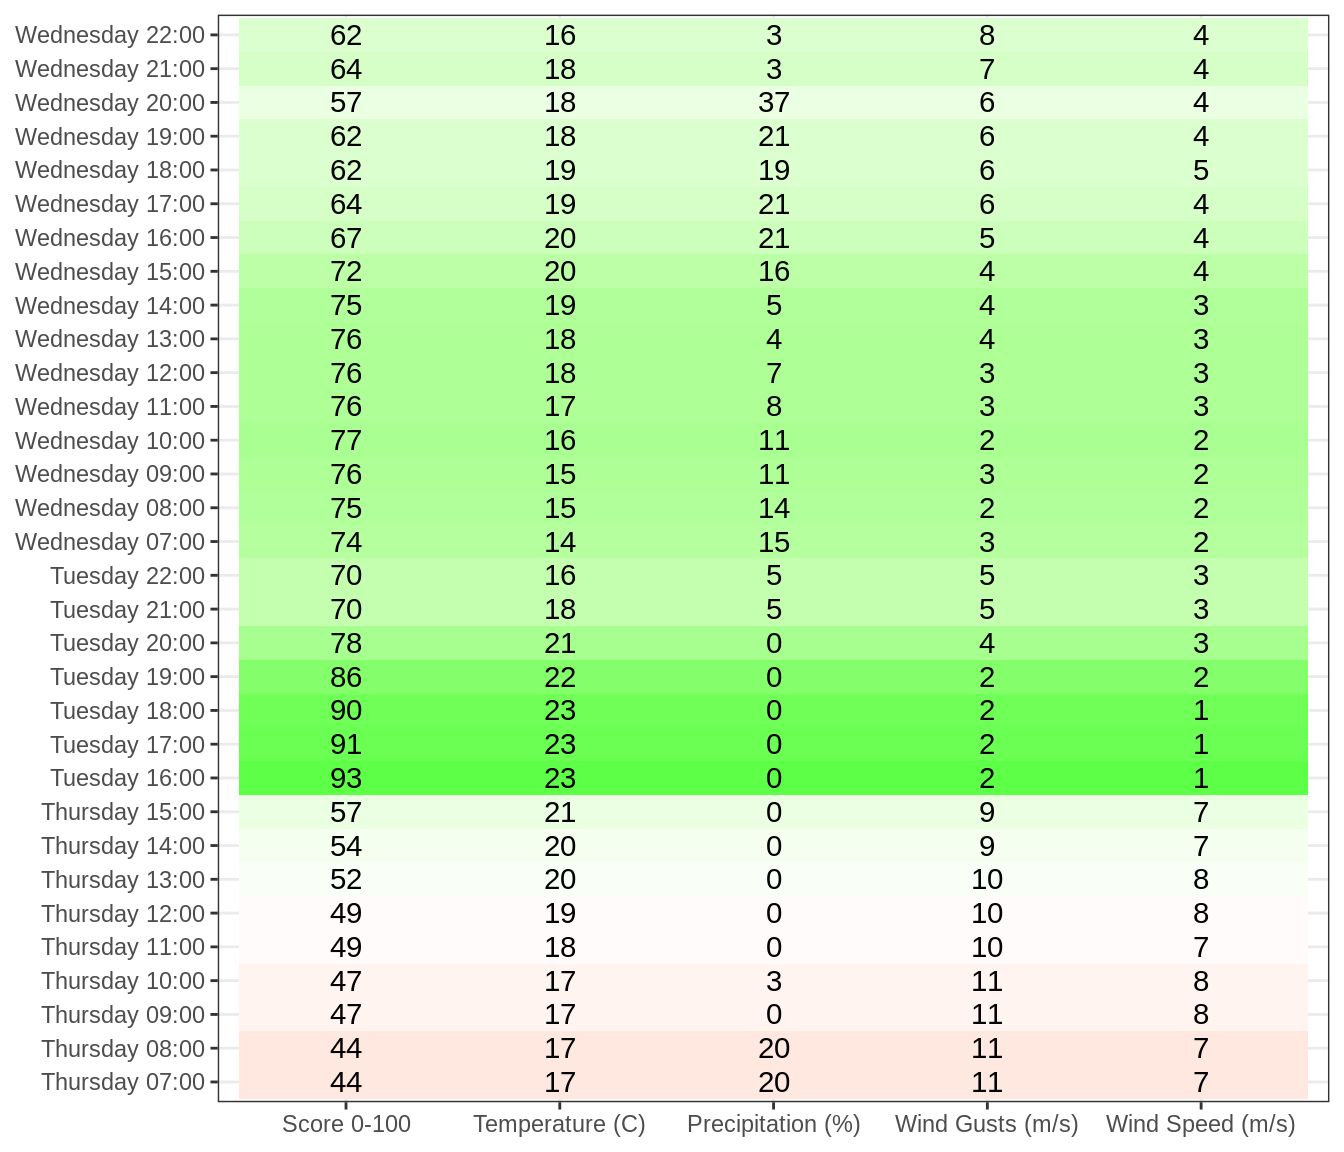 Wednesday 22:00 62 16 3 8 4
Wednesday 21:00 64 18 3 7 4
Wednesday 20:00 57 18 37 6 4
Wednesday 19:00 62 18 21 6 4
Wednesday 18:00 62 19 19 6 5
Wednesday 17:00 64 19 21 6 4
Wednesday 16:00 67 20 21 5 4
Wednesday 15:00 72 20 16 4 4
Wednesday 14:00 75 19 5 4 3
Wednesday 13:00 76 18 4 4 3
Wednesday 12:00 76 18 7 3 3
Wednesday 11:00 76 17 8 3 3
Wednesday 10:00 77 16 11 2 2
Wednesday 09:00 76 15 11 3 2
Wednesday 08:00 75 15 14 2 2
Wednesday 07:00 74 14 15 3 2
Tuesday 22:00 70 16 5 5 3
Tuesday 21:00 70 18 5 5 3
Tuesday 20:00 78 21 0 4 3
Tuesday 19:00 86 22 0 2 2
Tuesday 18:00 90 23 0 2 1
Tuesday 17:00 91 23 0 2 1
Tuesday 16:00 93 23 0 2 1
Thursday 15:00 57 21 0 9 7
Thursday 14:00 54 20 0 9 7
Thursday 13:00 52 20 0 10 8
Thursday 12:00 49 19 0 10 8
Thursday 11:00 49 18 0 10 7
Thursday 10:00 47 17 3 11 8
Thursday 09:00 47 17 0 11 8
Thursday 08:00 44 17 20 11 7
Thursday 07:00 44 17 20 11 7
Score 0-100 Temperature (C) Precipitation (%) Wind Gusts (m/s) Wind Speed (m/s)